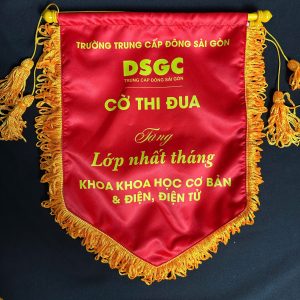 TRƯỜNG TRUNG CẤP ĐÔNG SÀI GÒN
DSGC
TRUNG CẤP ĐÔNG SÀI GÒN
CỜ THI ĐUA
Tặng
Lớp nhất tháng
KHOA KHOA HỌC CƠ BẢN
& ĐIỆN, ĐIỆN TỬ